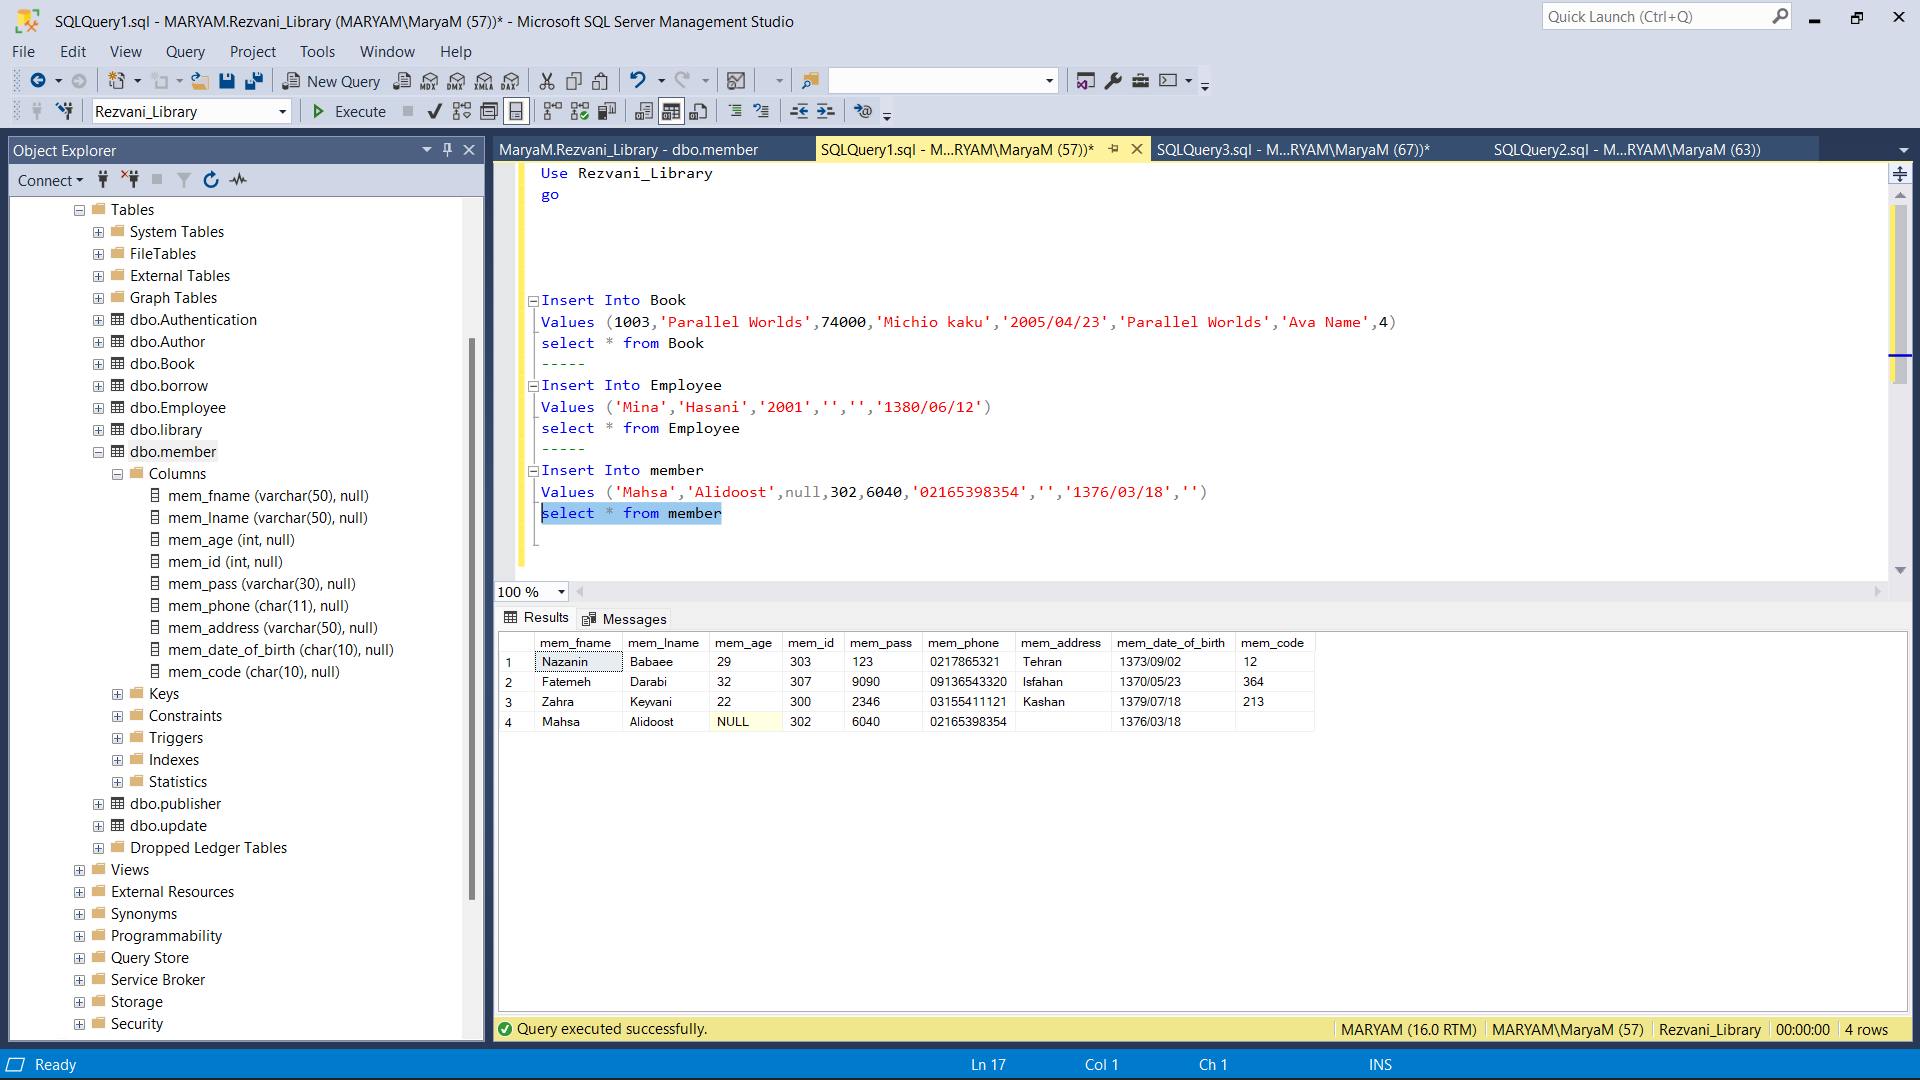 SQLQuery1.sql - MARYAM.Rezvani_Library (MARYAM\MaryaM (57))* - Microsoft SQL Server Management Studio
Quick Launch (Ctrl+Q)
File Edit View Query Project Tools Window Help
New Query MDX DMX XMLA DAX
Rezvani_Library Execute
Object Explorer
Connect
Tables
System Tables
FileTables
External Tables
Graph Tables
dbo.Authentication
dbo.Author
dbo.Book
dbo.borrow
dbo.Employee
dbo.library
dbo.member
Columns
mem_fname (varchar(50), null)
mem_lname (varchar(50), null)
mem_age (int, null)
mem_id (int, null)
mem_pass (varchar(30), null)
mem_phone (char(11), null)
mem_address (varchar(50), null)
mem_date_of_birth (char(10), null)
mem_code (char(10), null)
Keys
Constraints
Triggers
Indexes
Statistics
dbo.publisher
dbo.update
Dropped Ledger Tables
Views
External Resources
Synonyms
Programmability
Query Store
Service Broker
Storage
Security
MaryaM.Rezvani_Library - dbo.member SQLQuery1.sql - M...RYAM\MaryaM (57))* SQLQuery3.sql - M...RYAM\MaryaM (67))* SQLQuery2.sql - M...RYAM\MaryaM (63))
Use Rezvani_Library
go
Insert Into Book
Values (1003,'Parallel Worlds',74000,'Michio kaku','2005/04/23','Parallel Worlds','Ava Name',4)
select * from Book
-----
Insert Into Employee
Values ('Mina','Hasani','2001','','','1380/06/12')
select * from Employee
-----
Insert Into member
Values ('Mahsa','Alidoost',null,302,6040,'02165398354','','1376/03/18','')
select * from member
100 %
Results Messages
mem_fname mem_lname mem_age mem_id mem_pass mem_phone mem_address mem_date_of_birth mem_code
1 Nazanin Babaee 29 303 123 0217865321 Tehran 1373/09/02 12
2 Fatemeh Darabi 32 307 9090 09136543320 Isfahan 1370/05/23 364
3 Zahra Keyvani 22 300 2346 03155411121 Kashan 1379/07/18 213
4 Mahsa Alidoost NULL 302 6040 02165398354 1376/03/18
Query executed successfully. MARYAM (16.0 RTM) MARYAM\MaryaM (57) Rezvani_Library 00:00:00 4 rows
Ready Ln 17 Col 1 Ch 1 INS